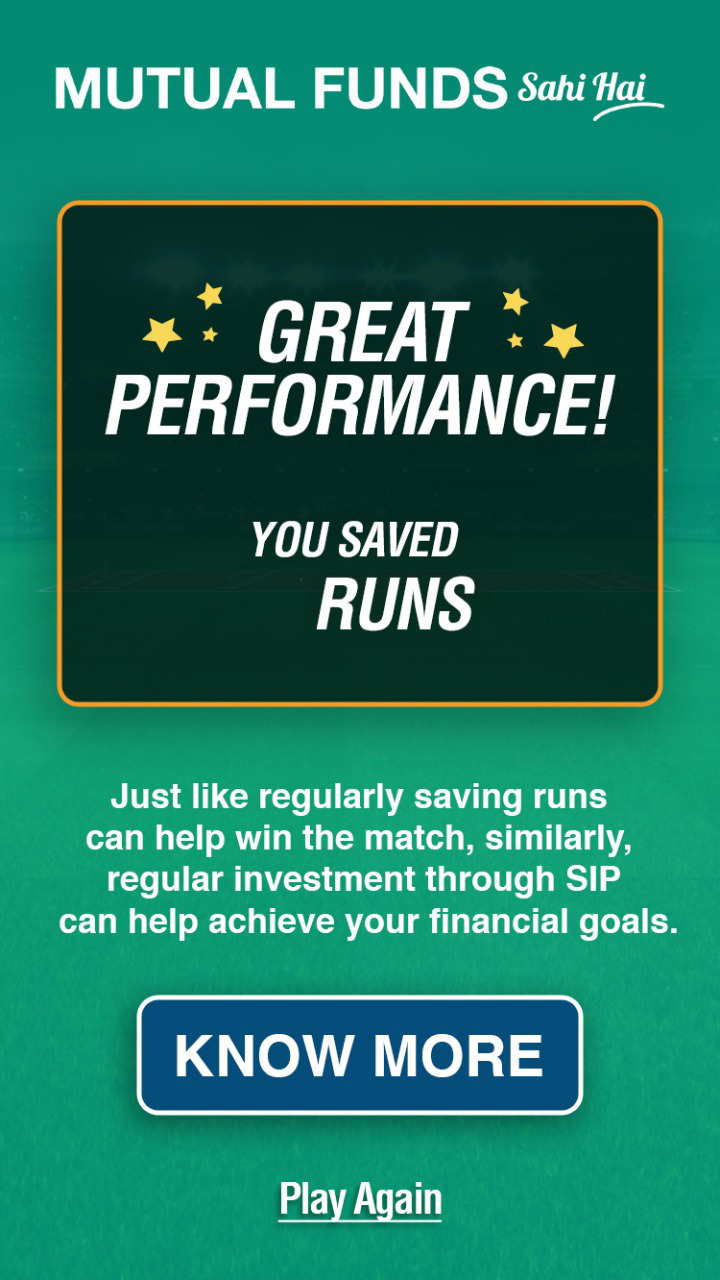 MUTUAL FUNDS Sahi Hai
GREAT
PERFORMANCE!
YOU SAVED
RUNS
Just like regularly saving runs
can help win the match, similarly,
regular investment through SIP
can help achieve your financial goals.
KNOW MORE
Play Again